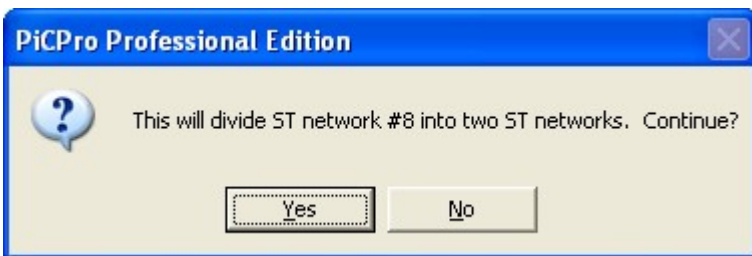 PiCPro Professional Edition
This will divide ST network #8 into two ST networks. Continue?
Yes
No